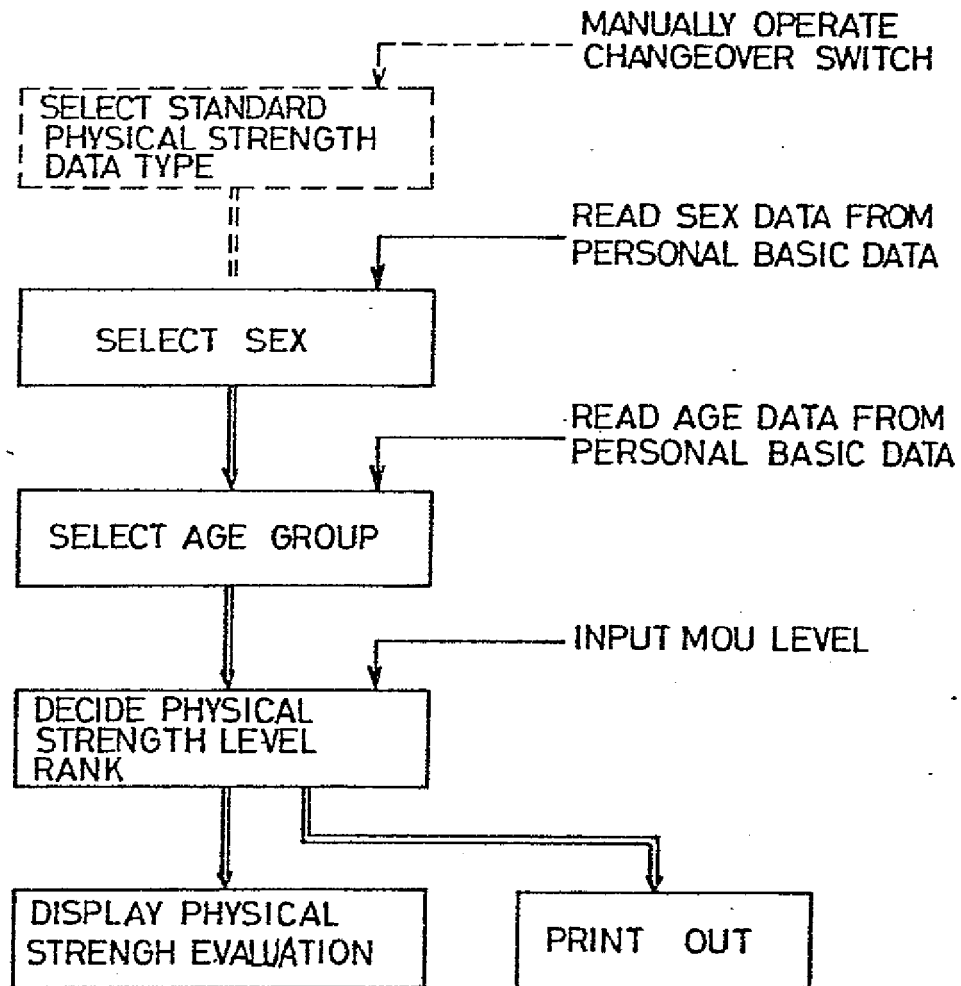 MANUALLY OPERATE
CHANGEOVER SWITCH
SELECT STANDARD
PHYSICAL STRENGTH
DATA TYPE
READ SEX DATA FROM
PERSONAL BASIC DATA
SELECT SEX
READ AGE DATA FROM
PERSONAL BASIC DATA
SELECT AGE GROUP
INPUT MOU LEVEL
DECIDE PHYSICAL
STRENGTH LEVEL
RANK
DISPLAY PHYSICAL
STRENGH EVALUATION
PRINT OUT